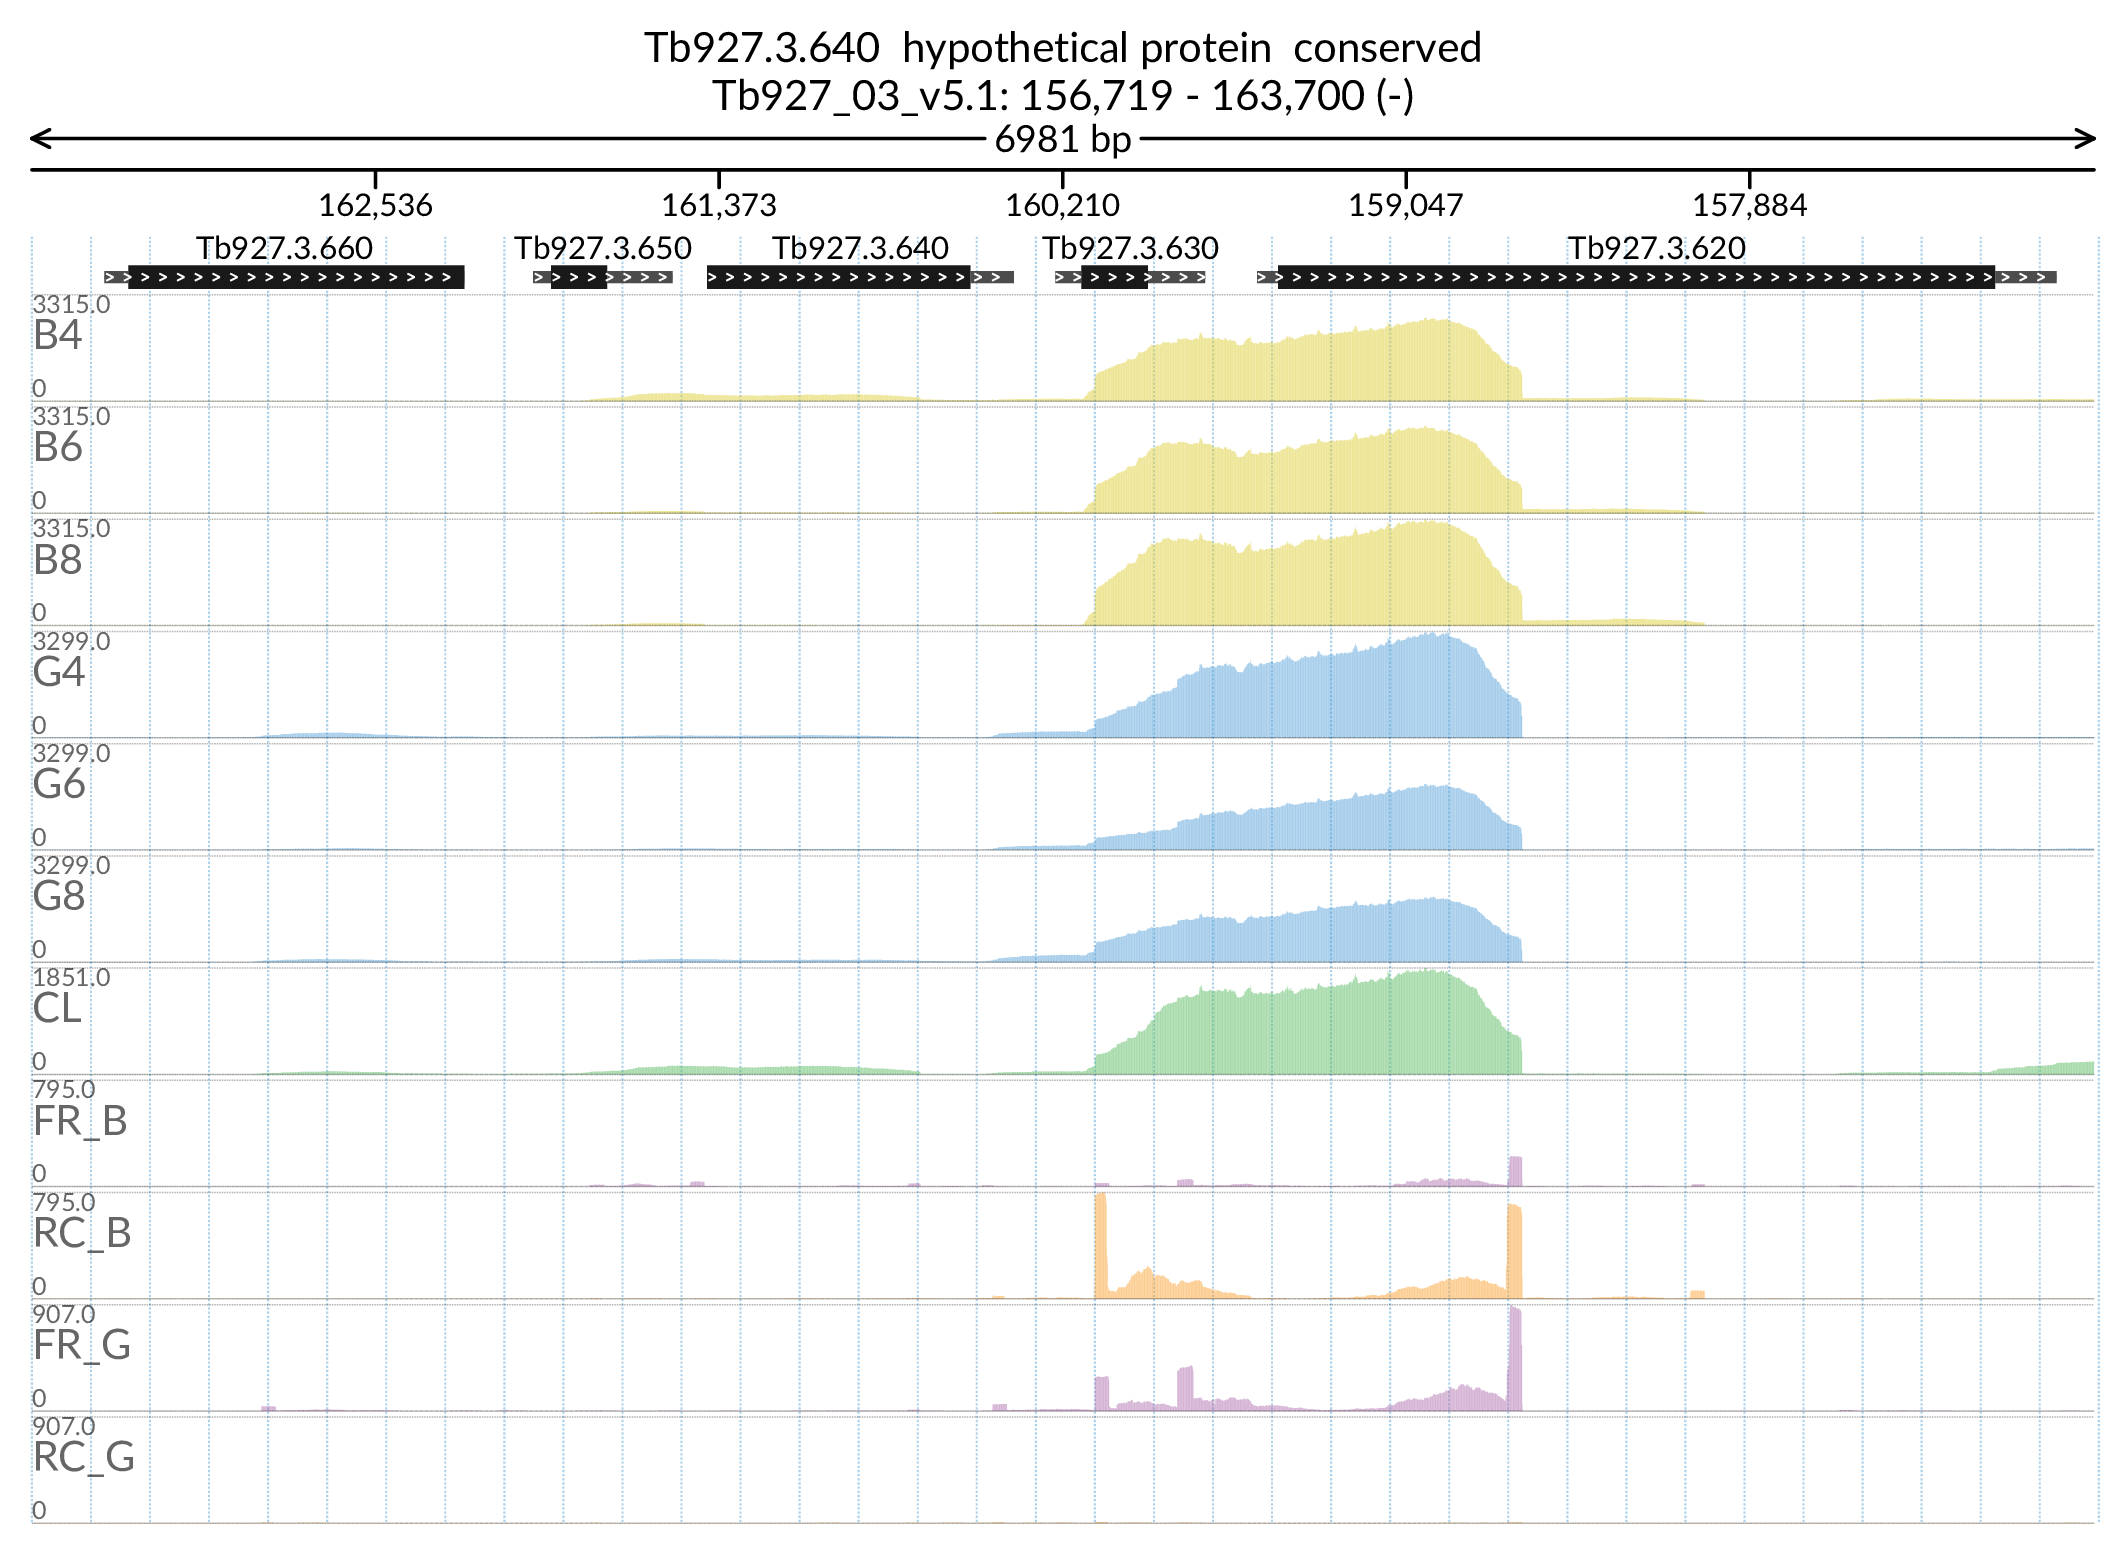 Tb927.3.640  hypothetical protein  conserved
Tb927_03_v5.1: 156,719 - 163,700 (-)
6981 bp
162,536 161,373 160,210 159,047 157,884
Tb927.3.660 Tb927.3.650 Tb927.3.640 Tb927.3.630 Tb927.3.620
3315.0
B4
0
3315.0
B6
0
3315.0
B8
0
3299.0
G4
0
3299.0
G6
0
3299.0
G8
0
1851.0
CL
0
795.0
FR_B
0
795.0
RC_B
0
907.0
FR_G
0
907.0
RC_G
0